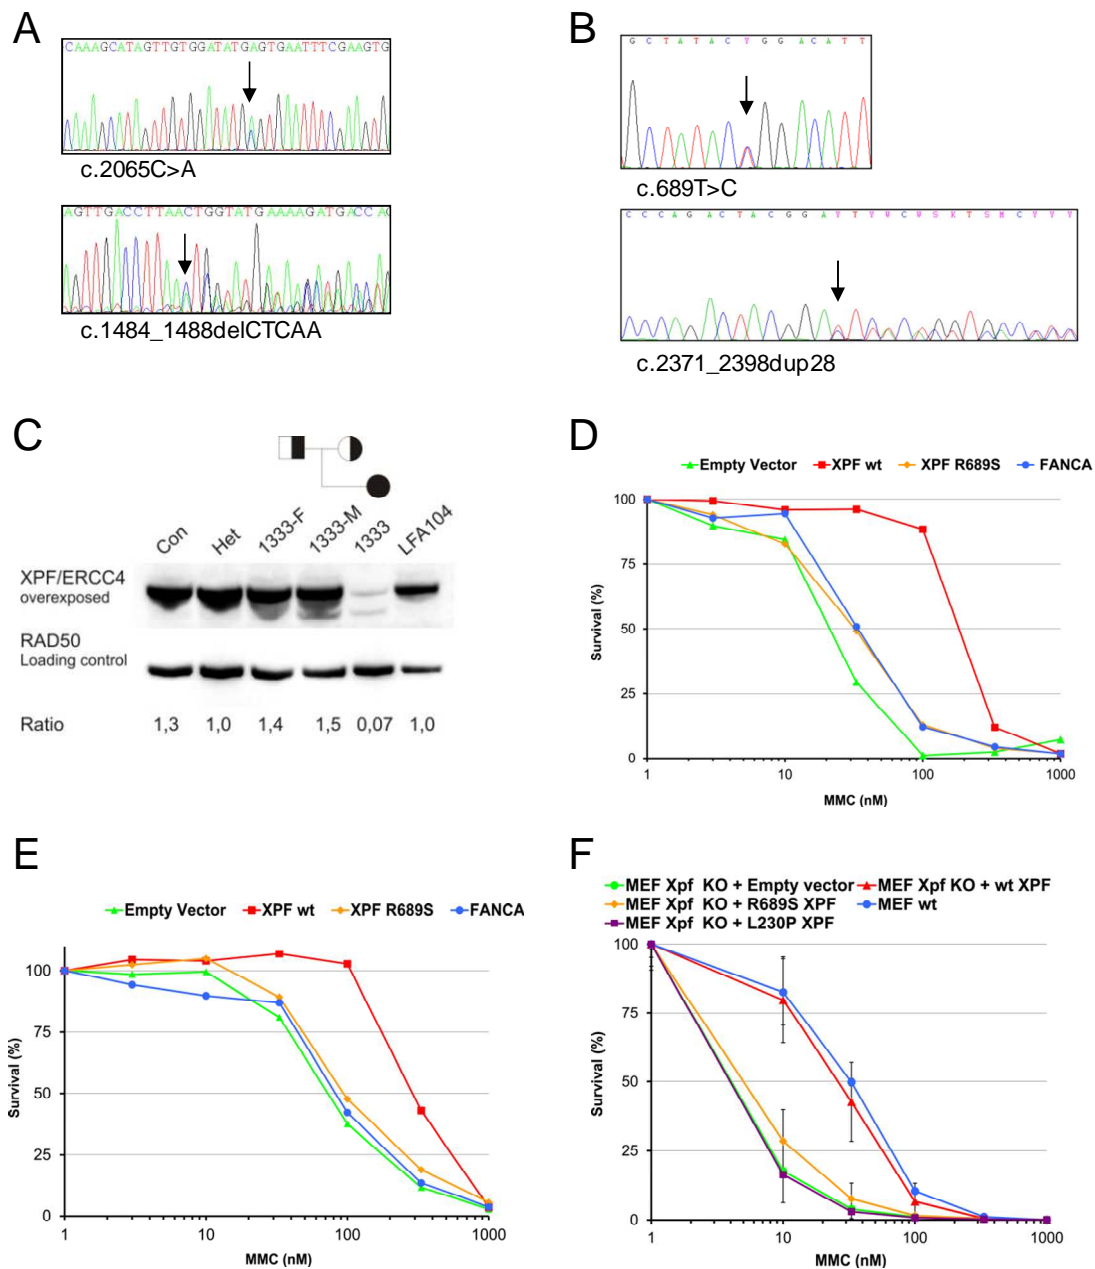 A
CAAAGCATAGTTGTGGATATGAGTGAATTTCGAAGTG
c.2065C>A
AGTTGACCTTAACTGGTATGAAAAGATGACCA
c.1484_1488delCTCAA
B
G C T A T A C Y G G A C A T T
c.689T>C
C C C A G A C T A C G G A Y T Y W C W S K T S M C Y Y Y
c.2371_2398dup28
C
Con Het 1333-F 1333-M 1333 LFA104
XPF/ERCC4
overexposed
RAD50
Loading control
Ratio 1,3 1,0 1,4 1,5 0,07 1,0
D
Empty Vector XPF wt XPF R689S FANCA
100
75
50
25
0
Survival (%)
1 10 100 1000
MMC (nM)
E
Empty Vector XPF wt XPF R689S FANCA
100
75
50
25
0
Survival (%)
1 10 100 1000
MMC (nM)
F
MEF Xpf KO + Empty vector MEF Xpf KO + wt XPF
MEF Xpf KO + R689S XPF MEF wt
MEF Xpf KO + L230P XPF
100
75
50
25
0
Survival (%)
1 10 100 1000
MMC (nM)